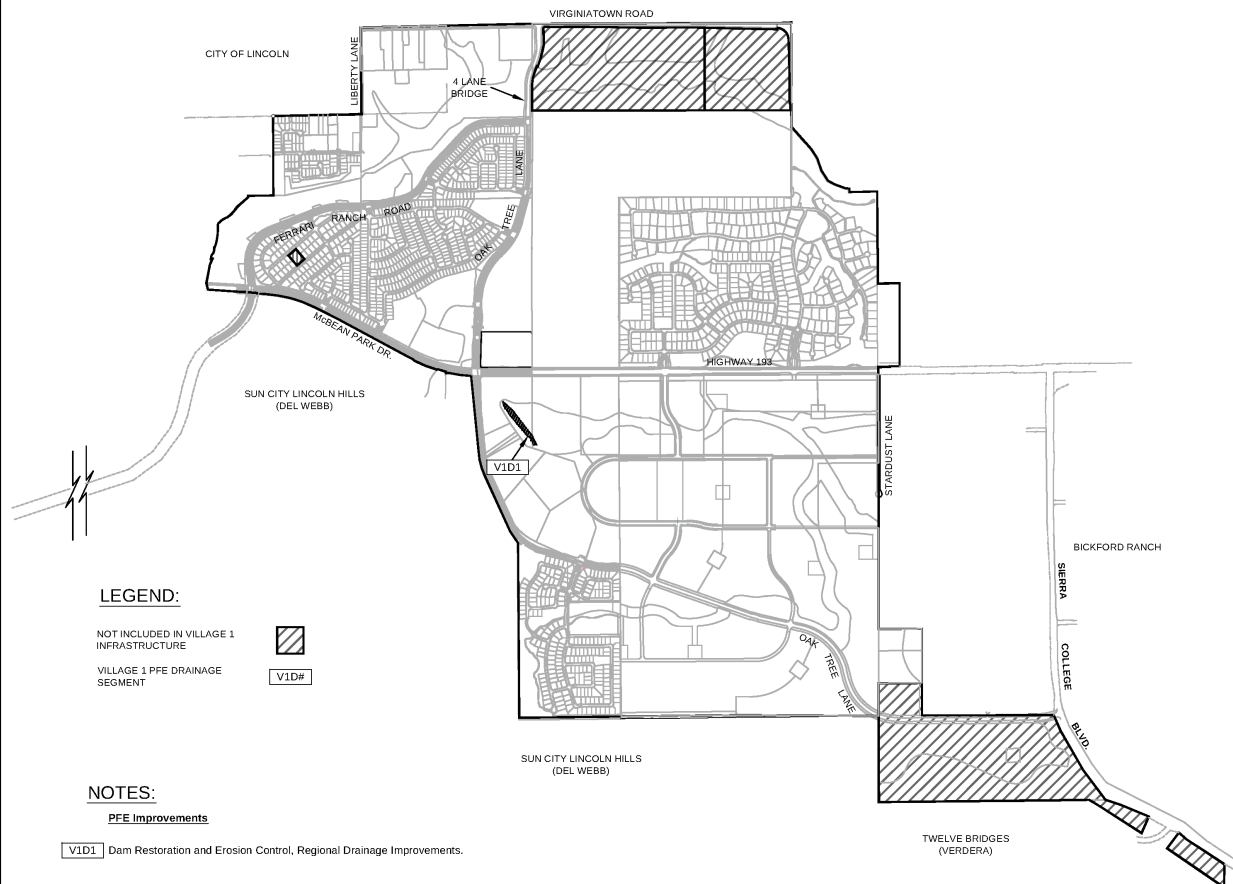 VIRGINIATOWN ROAD
CITY OF LINCOLN
LIBERTY LANE
4 LANE
BRIDGE
OAK TREE LANE
FERRARI RANCH ROAD
McBEAN PARK DR.
HIGHWAY 193
SUN CITY LINCOLN HILLS
(DEL WEBB)
STARDUST LANE
V1D1
BICKFORD RANCH
SIERRA COLLEGE BLVD.
LEGEND:
NOT INCLUDED IN VILLAGE 1
INFRASTRUCTURE
VILLAGE 1 PFE DRAINAGE
SEGMENT
V1D#
OAK TREE LANE
SUN CITY LINCOLN HILLS
(DEL WEBB)
NOTES:
PFE Improvements
V1D1 Dam Restoration and Erosion Control, Regional Drainage Improvements.
TWELVE BRIDGES
(VERDERA)